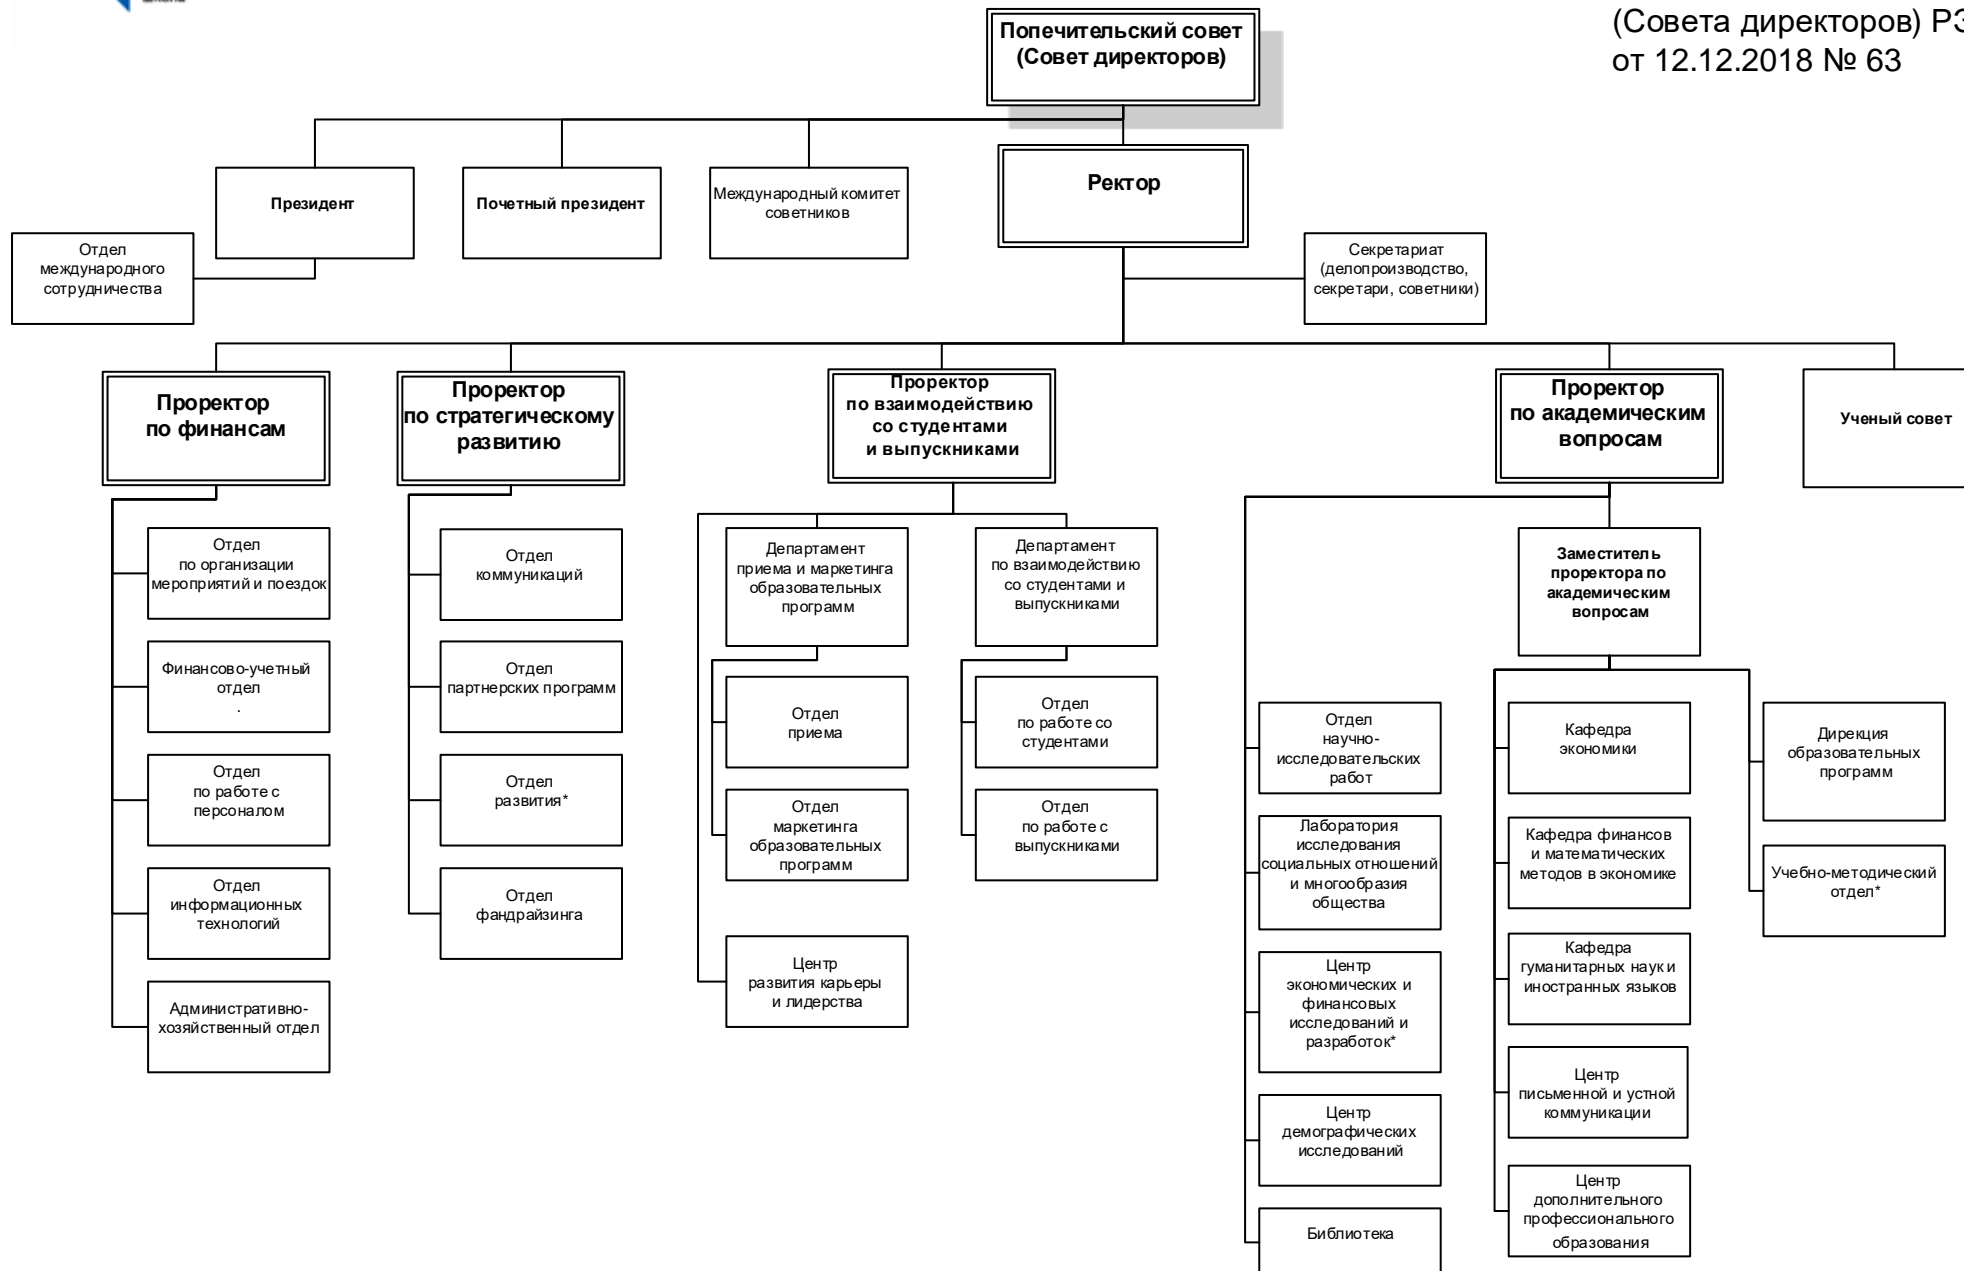 школа
(Совета директоров) РЭ
от 12.12.2018 № 63
Попечительский совет
(Совет директоров)
Президент
Почетный президент
Международный комитет
советников
Ректор
Отдел
международного
сотрудничества
Секретариат
(делопроизводство,
секретари, советники)
Проректор
по финансам
Проректор
по стратегическому
развитию
Проректор
по взаимодействию
со студентами
и выпускниками
Проректор
по академическим
вопросам
Ученый совет
Отдел
по организации
мероприятий и поездок
Финансово-учетный
отдел
.
Отдел
по работе с
персоналом
Отдел
информационных
технологий
Административно-
хозяйственный отдел
Отдел
коммуникаций
Отдел
партнерских программ
Отдел
развития*
Отдел
фандрайзинга
Департамент
приема и маркетинга
образовательных
программ
Отдел
приема
Отдел
маркетинга
образовательных
программ
Центр
развития карьеры
и лидерства
Департамент
по взаимодействию
со студентами и
выпускниками
Отдел
по работе со
студентами
Отдел
по работе с
выпускниками
Заместитель
проректора по
академическим
вопросам
Отдел
научно-
исследовательских
работ
Лаборатория
исследования
социальных отношений
и многообразия
общества
Центр
экономических и
финансовых
исследований и
разработок*
Центр
демографических
исследований
Библиотека
Кафедра
экономики
Кафедра финансов
и математических
методов в экономике
Кафедра
гуманитарных наук и
иностранных языков
Центр
письменной и устной
коммуникации
Центр
дополнительного
профессионального
образования
Дирекция
образовательных
программ
Учебно-методический
отдел*